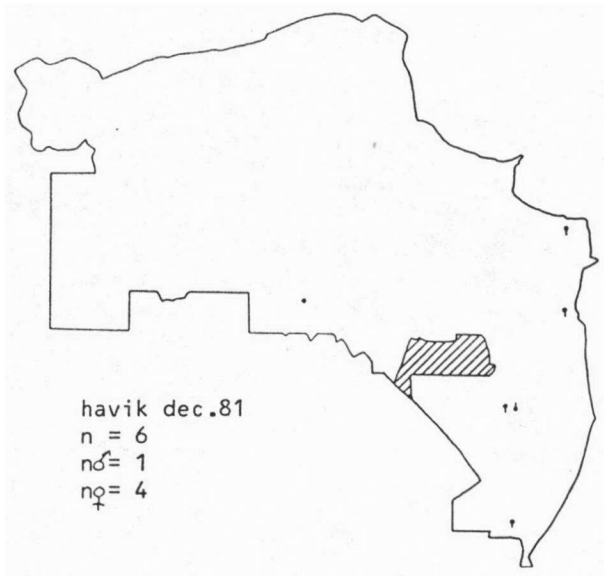 havik dec.81
n = 6
n♂= 1
n♀= 4